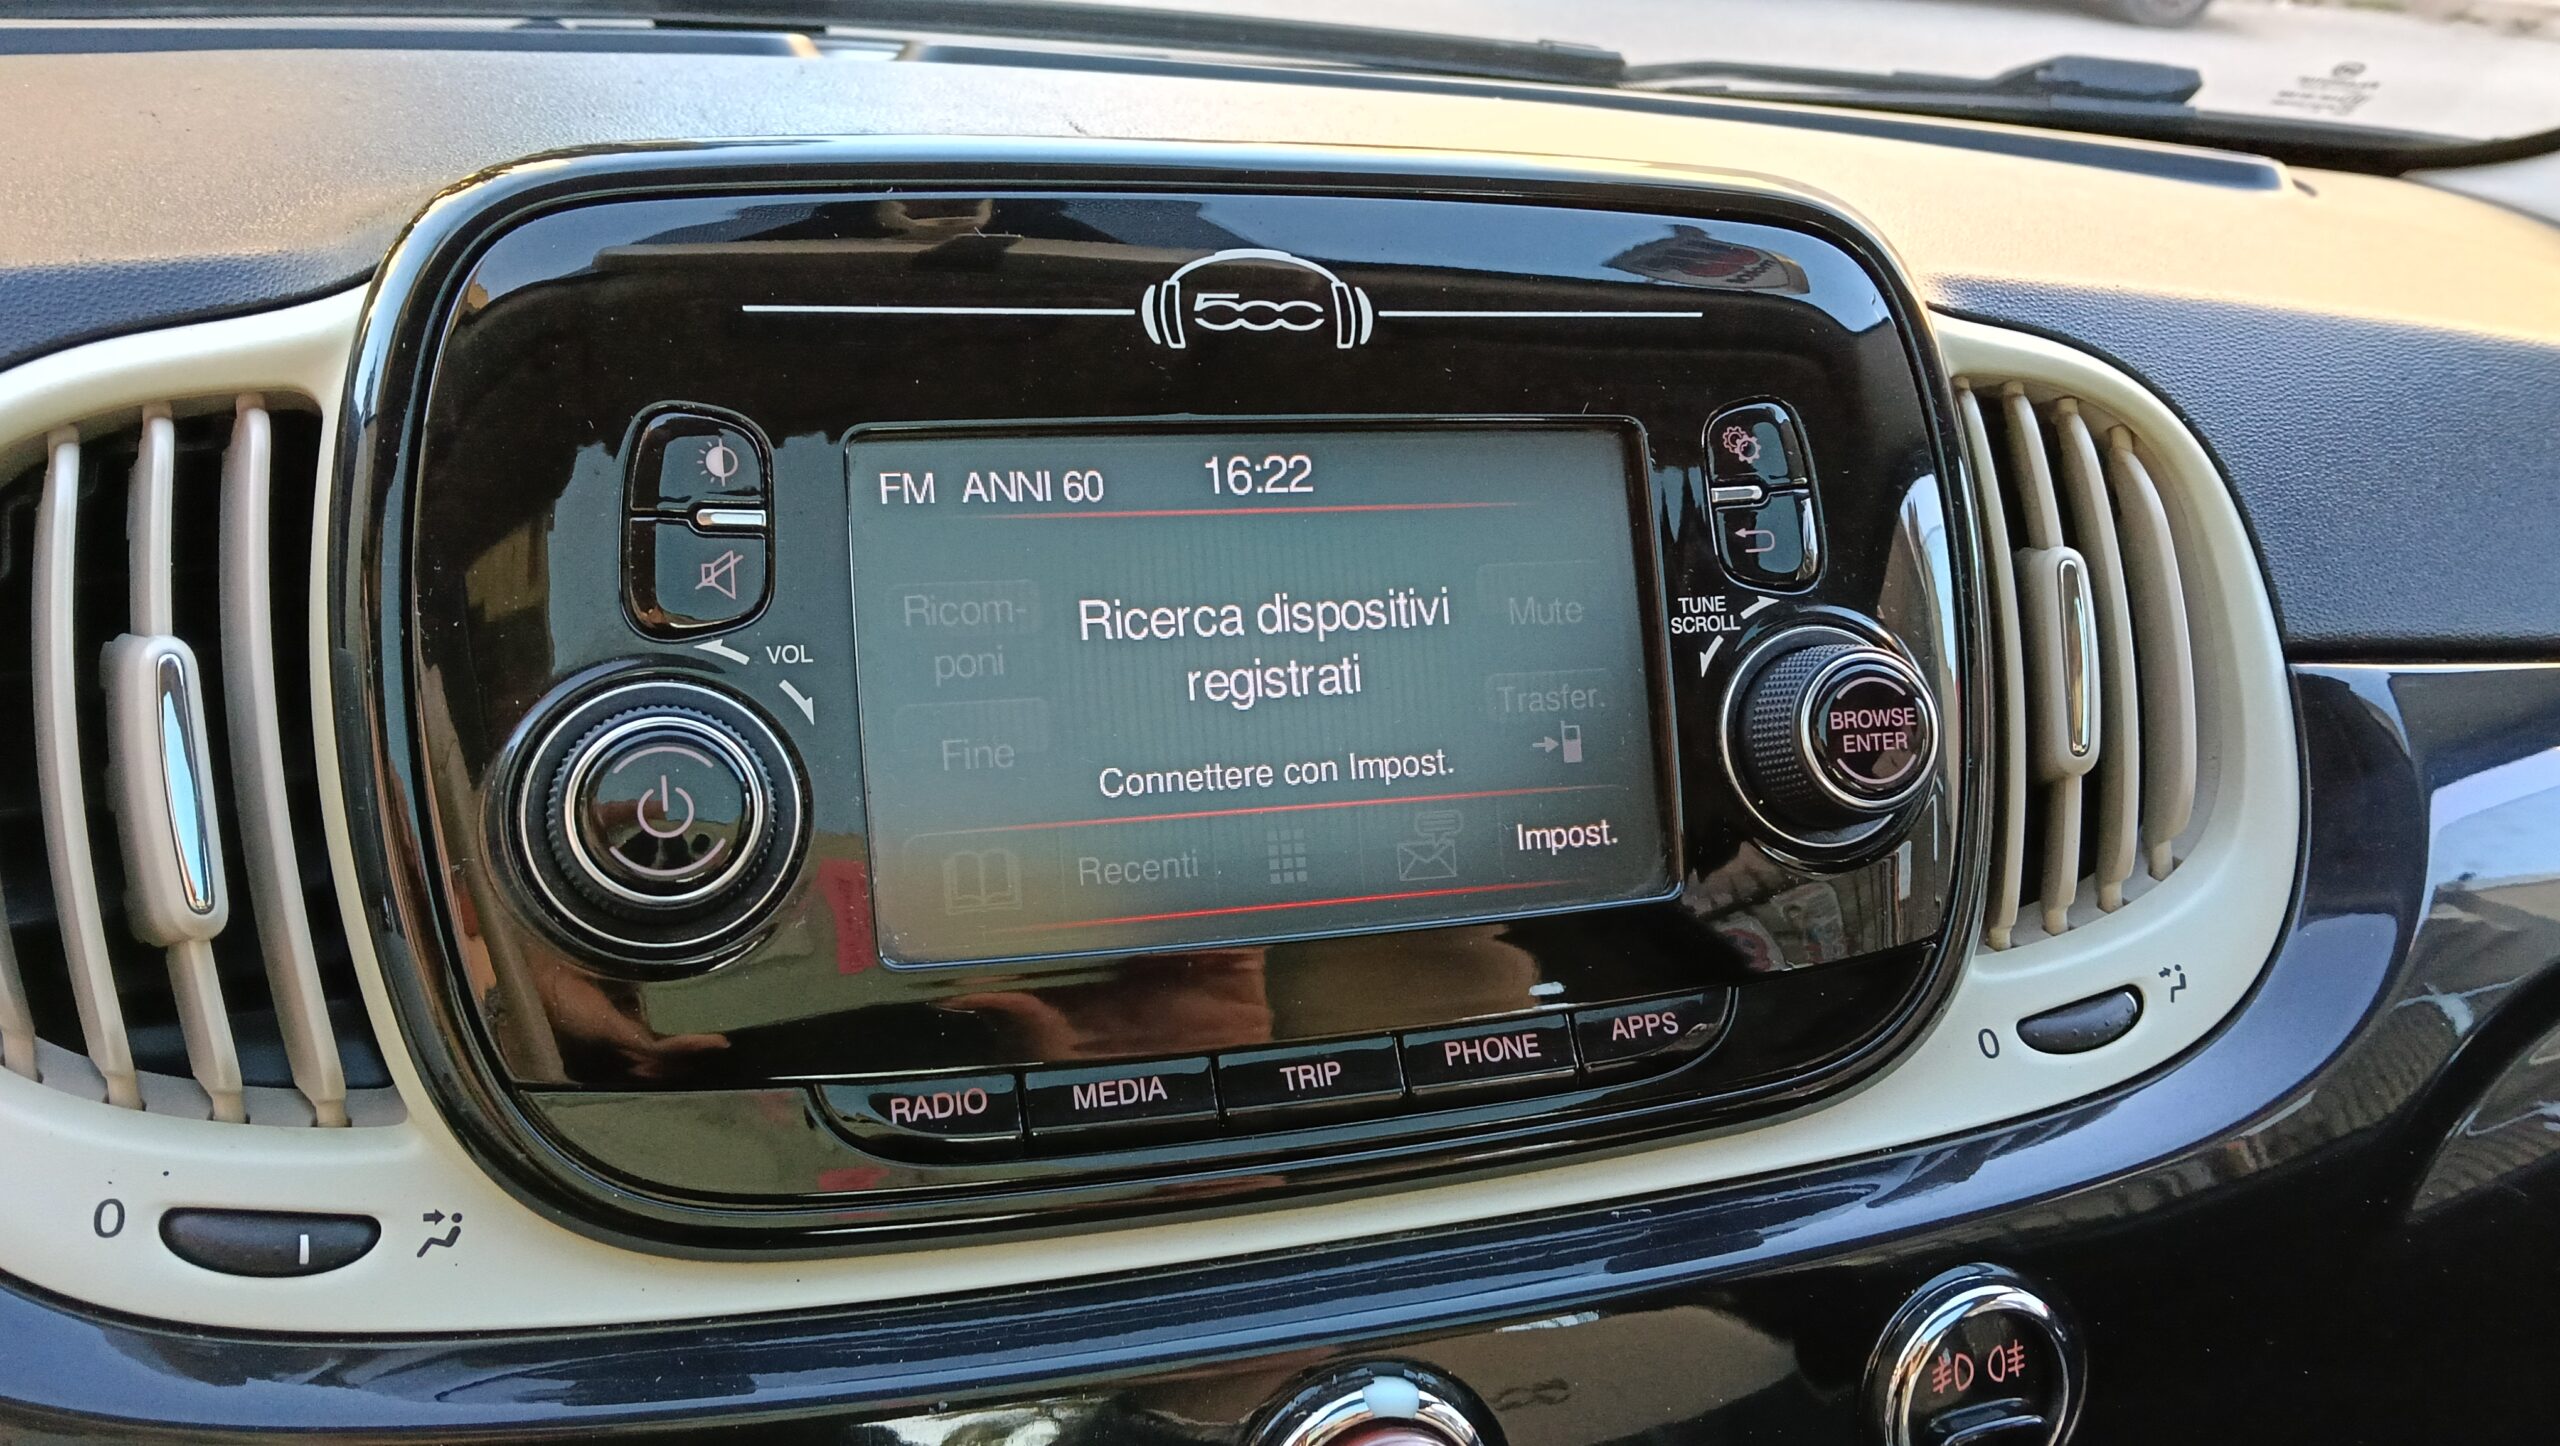 500
FM ANNI 60 16:22
Ricom-
poni
Ricerca dispositivi
registrati
Mute
Fine
Trasfer.
Connettere con Impost.
Recenti
Impost.
VOL
TUNE
SCROLL
BROWSE
ENTER
RADIO
MEDIA
TRIP
PHONE
APPS
0
0